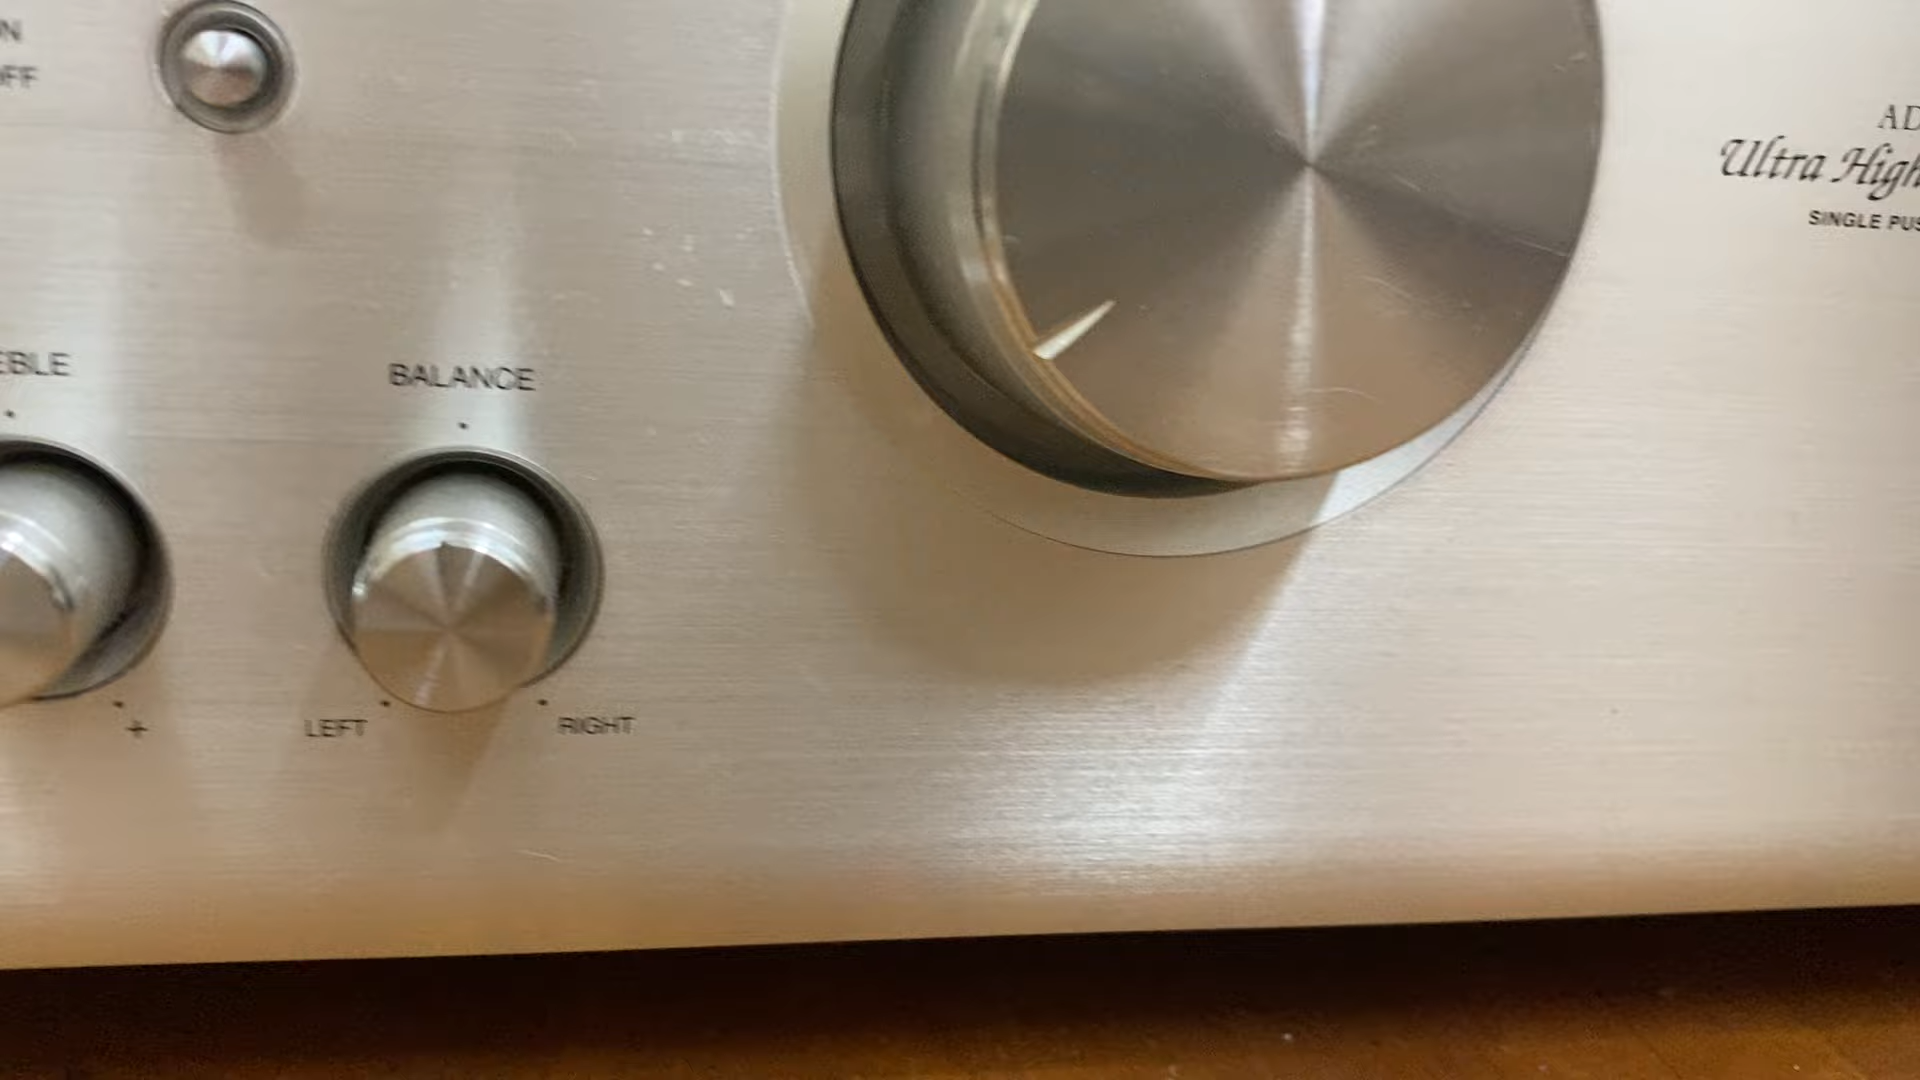 N
FF
AD
Ultra High
SINGLE PUS
EBLE
BALANCE
+
LEFT
RIGHT